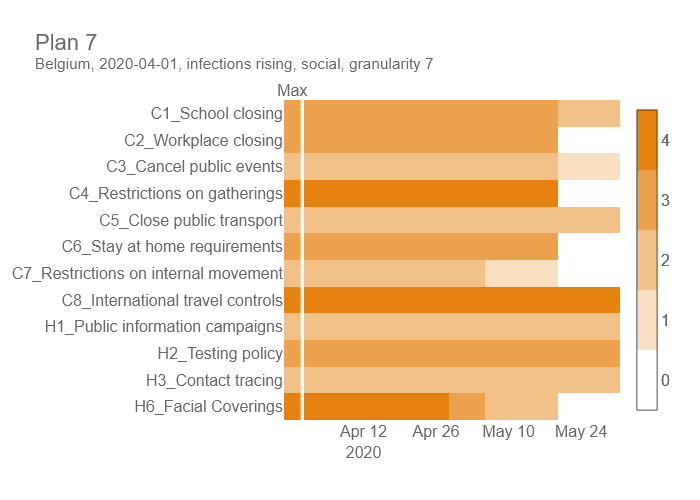 Plan 7
Belgium, 2020-04-01, infections rising, social, granularity 7
Max
C1_School closing
C2_Workplace closing
C3_Cancel public events
C4_Restrictions on gatherings
C5_Close public transport
C6_Stay at home requirements
C7_Restrictions on internal movement
C8_International travel controls
H1_Public information campaigns
H2_Testing policy
H3_Contact tracing
H6_Facial Coverings
Apr 12 Apr 26 May 10 May 24
2020
4
3
2
1
0